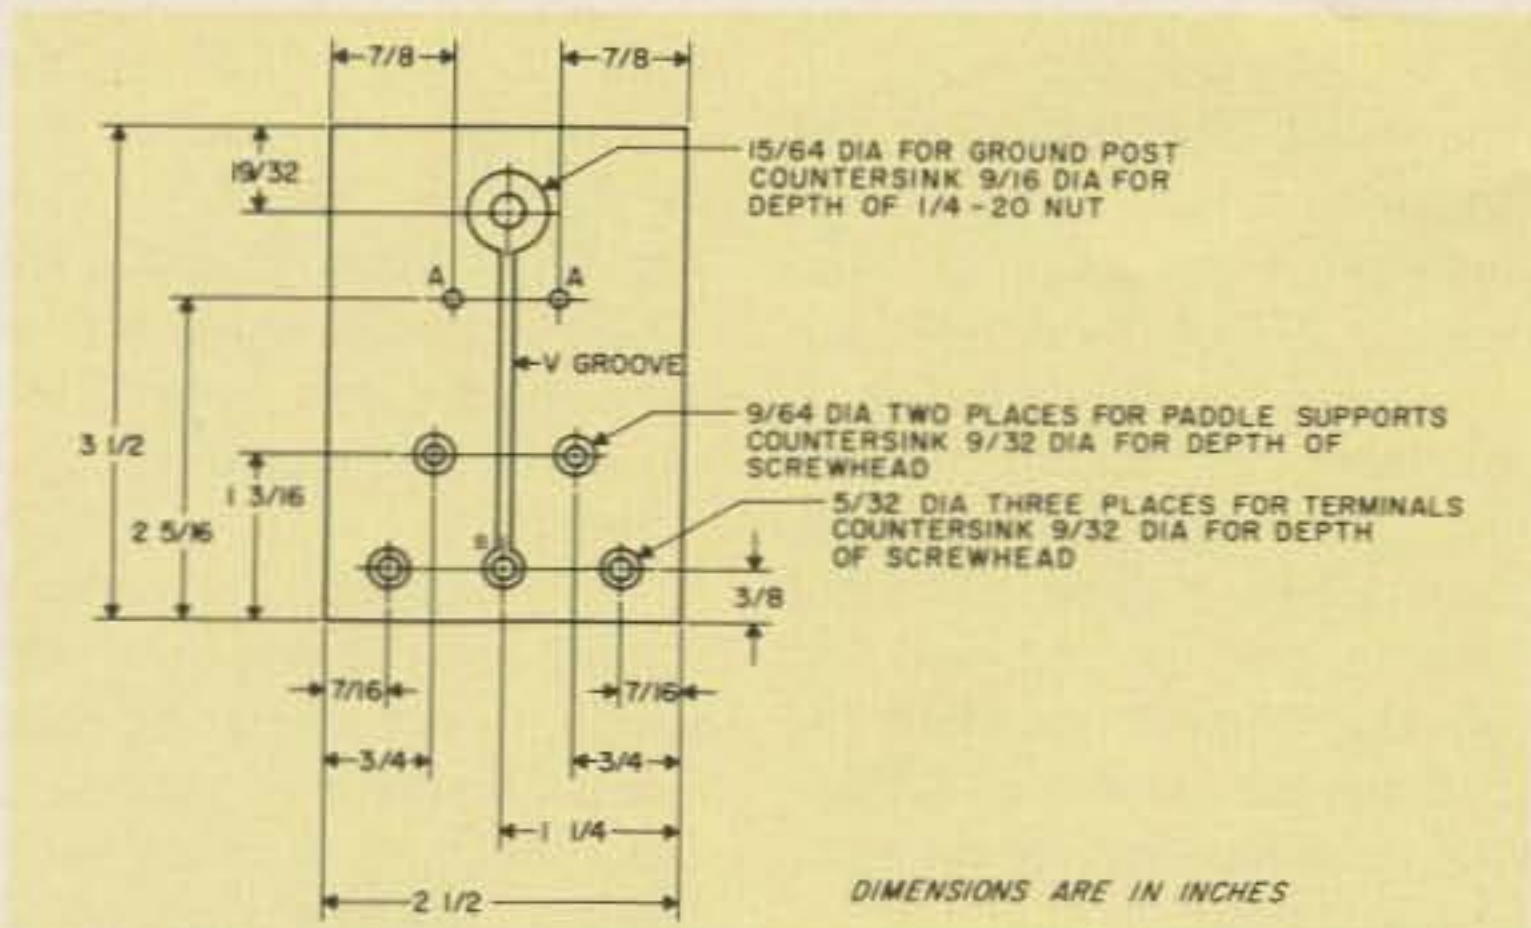 7/8 7/8
15/64 DIA FOR GROUND POST
COUNTERSINK 9/16 DIA FOR
DEPTH OF 1/4-20 NUT
19/32
A A
V GROOVE
9/64 DIA TWO PLACES FOR PADDLE SUPPORTS
COUNTERSINK 9/32 DIA FOR DEPTH OF
SCREWHEAD
3 1/2
1 3/16
2 5/16
5/32 DIA THREE PLACES FOR TERMINALS
COUNTERSINK 9/32 DIA FOR DEPTH
OF SCREWHEAD
3/8
7/16 7/16
3/4 3/4
1 1/4
2 1/2
DIMENSIONS ARE IN INCHES